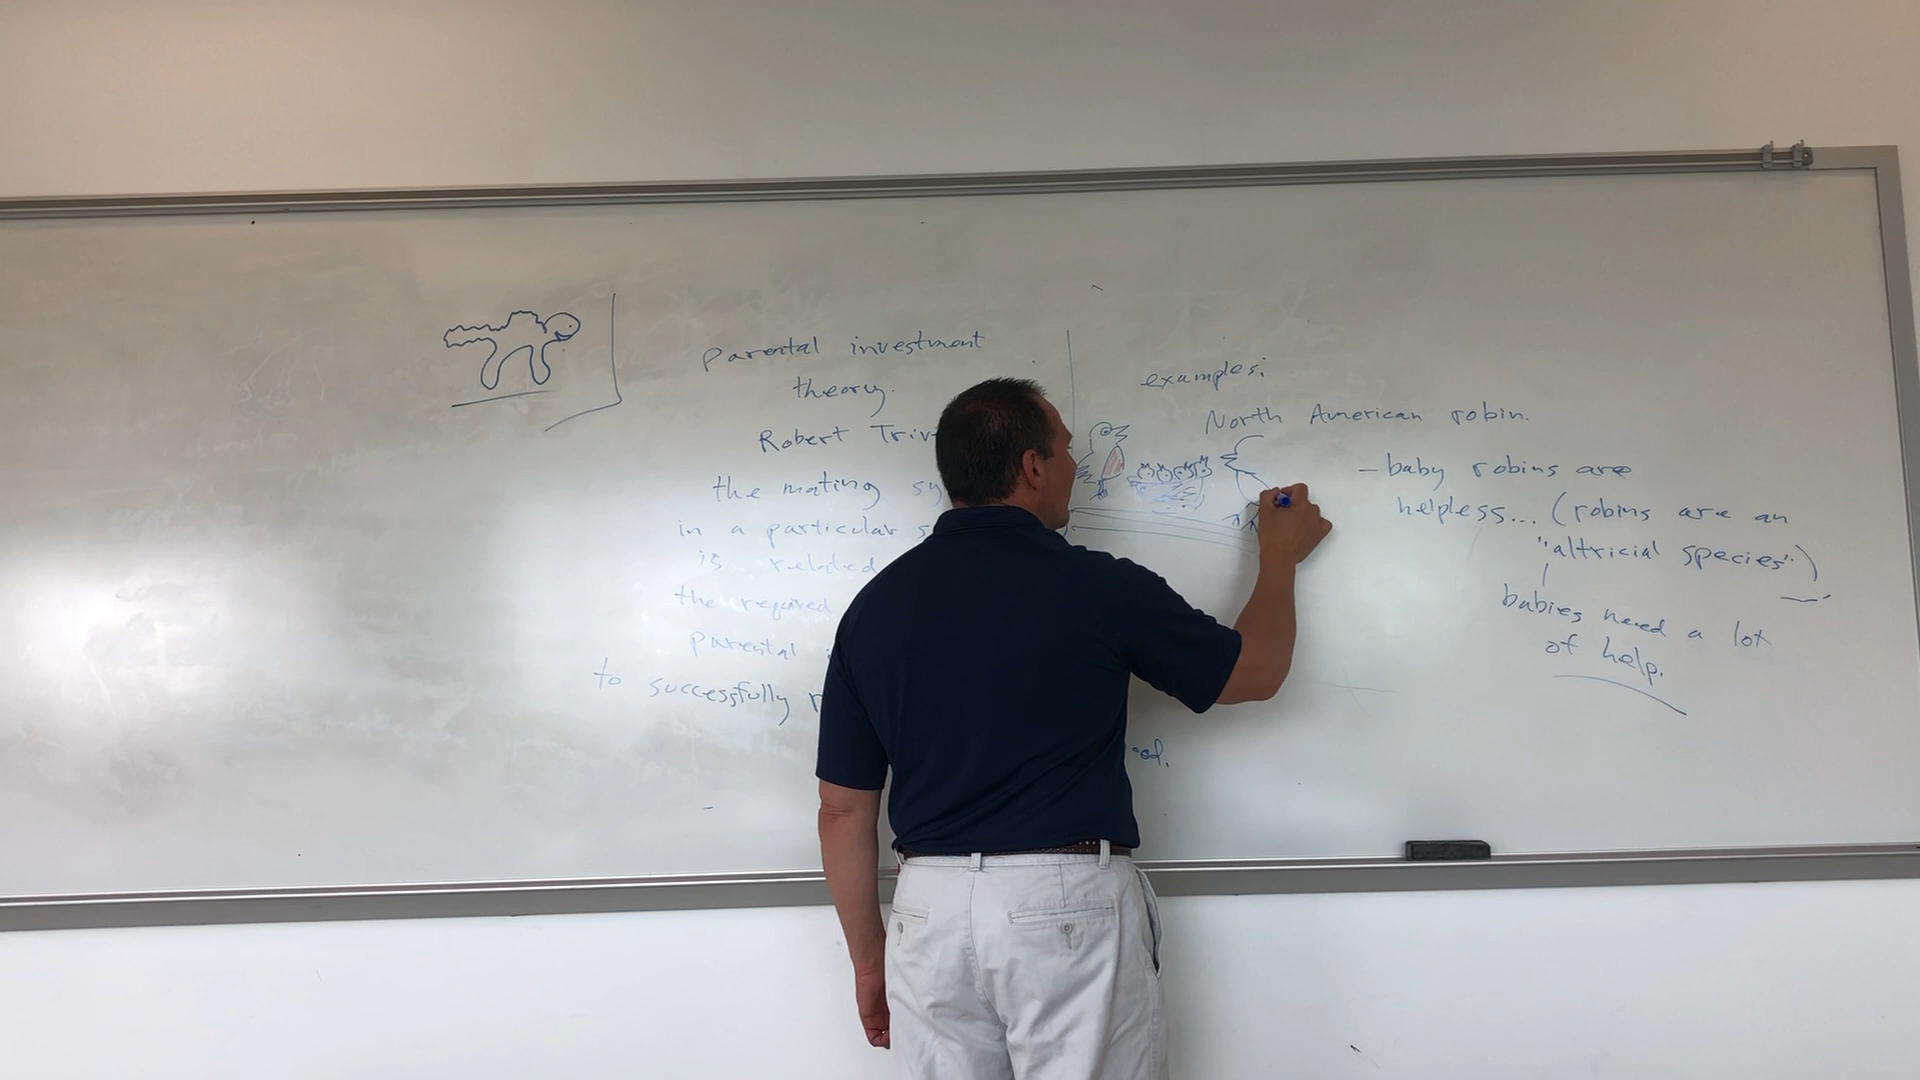 parental investment
theory.
Robert Triv
the mating sy
in a particular s
is related
the required
parental
to successfully
examples:
North American robin.
- baby robins are
helpless... (robins are an
"altricial species")
babies need a lot
of help.